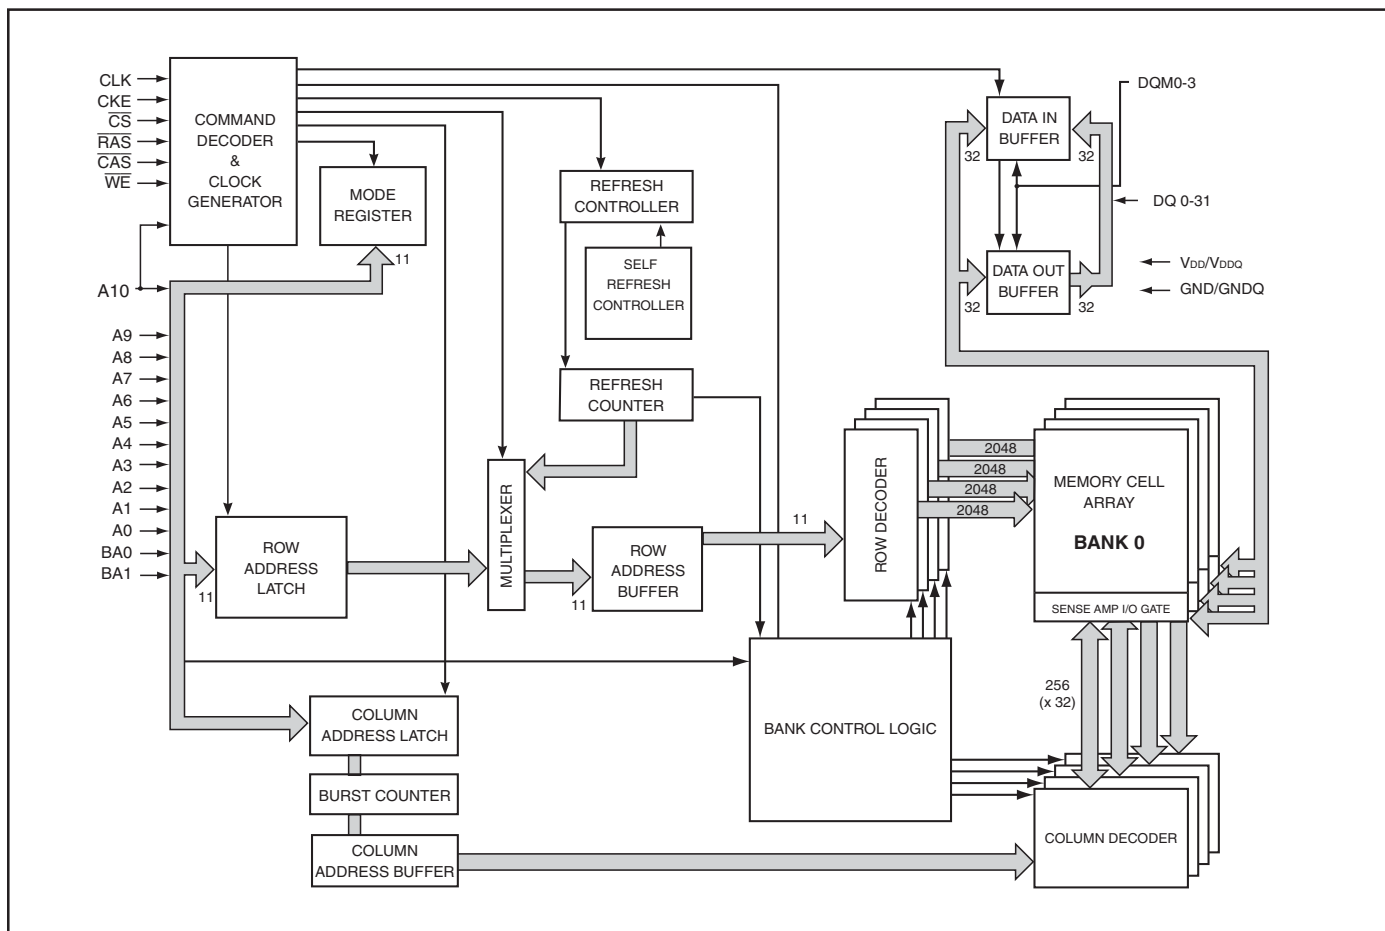 CLK
CKE
CS
RAS
CAS
WE
A10
A9
A8
A7
A6
A5
A4
A3
A2
A1
A0
BA0
BA1
COMMAND
DECODER
&
CLOCK
GENERATOR
MODE
REGISTER
11
REFRESH
CONTROLLER
SELF
REFRESH
CONTROLLER
REFRESH
COUNTER
DATA IN
BUFFER
32
32
DQM0-3
DQ 0-31
DATA OUT
BUFFER
32
32
VDD/VDDQ
GND/GNDQ
11
ROW
ADDRESS
LATCH
MULTIPLEXER
11
ROW
ADDRESS
BUFFER
11
ROW DECODER
2048
2048
2048
2048
MEMORY CELL
ARRAY
BANK 0
SENSE AMP I/O GATE
COLUMN
ADDRESS LATCH
BURST COUNTER
COLUMN
ADDRESS BUFFER
BANK CONTROL LOGIC
256
(x 32)
COLUMN DECODER